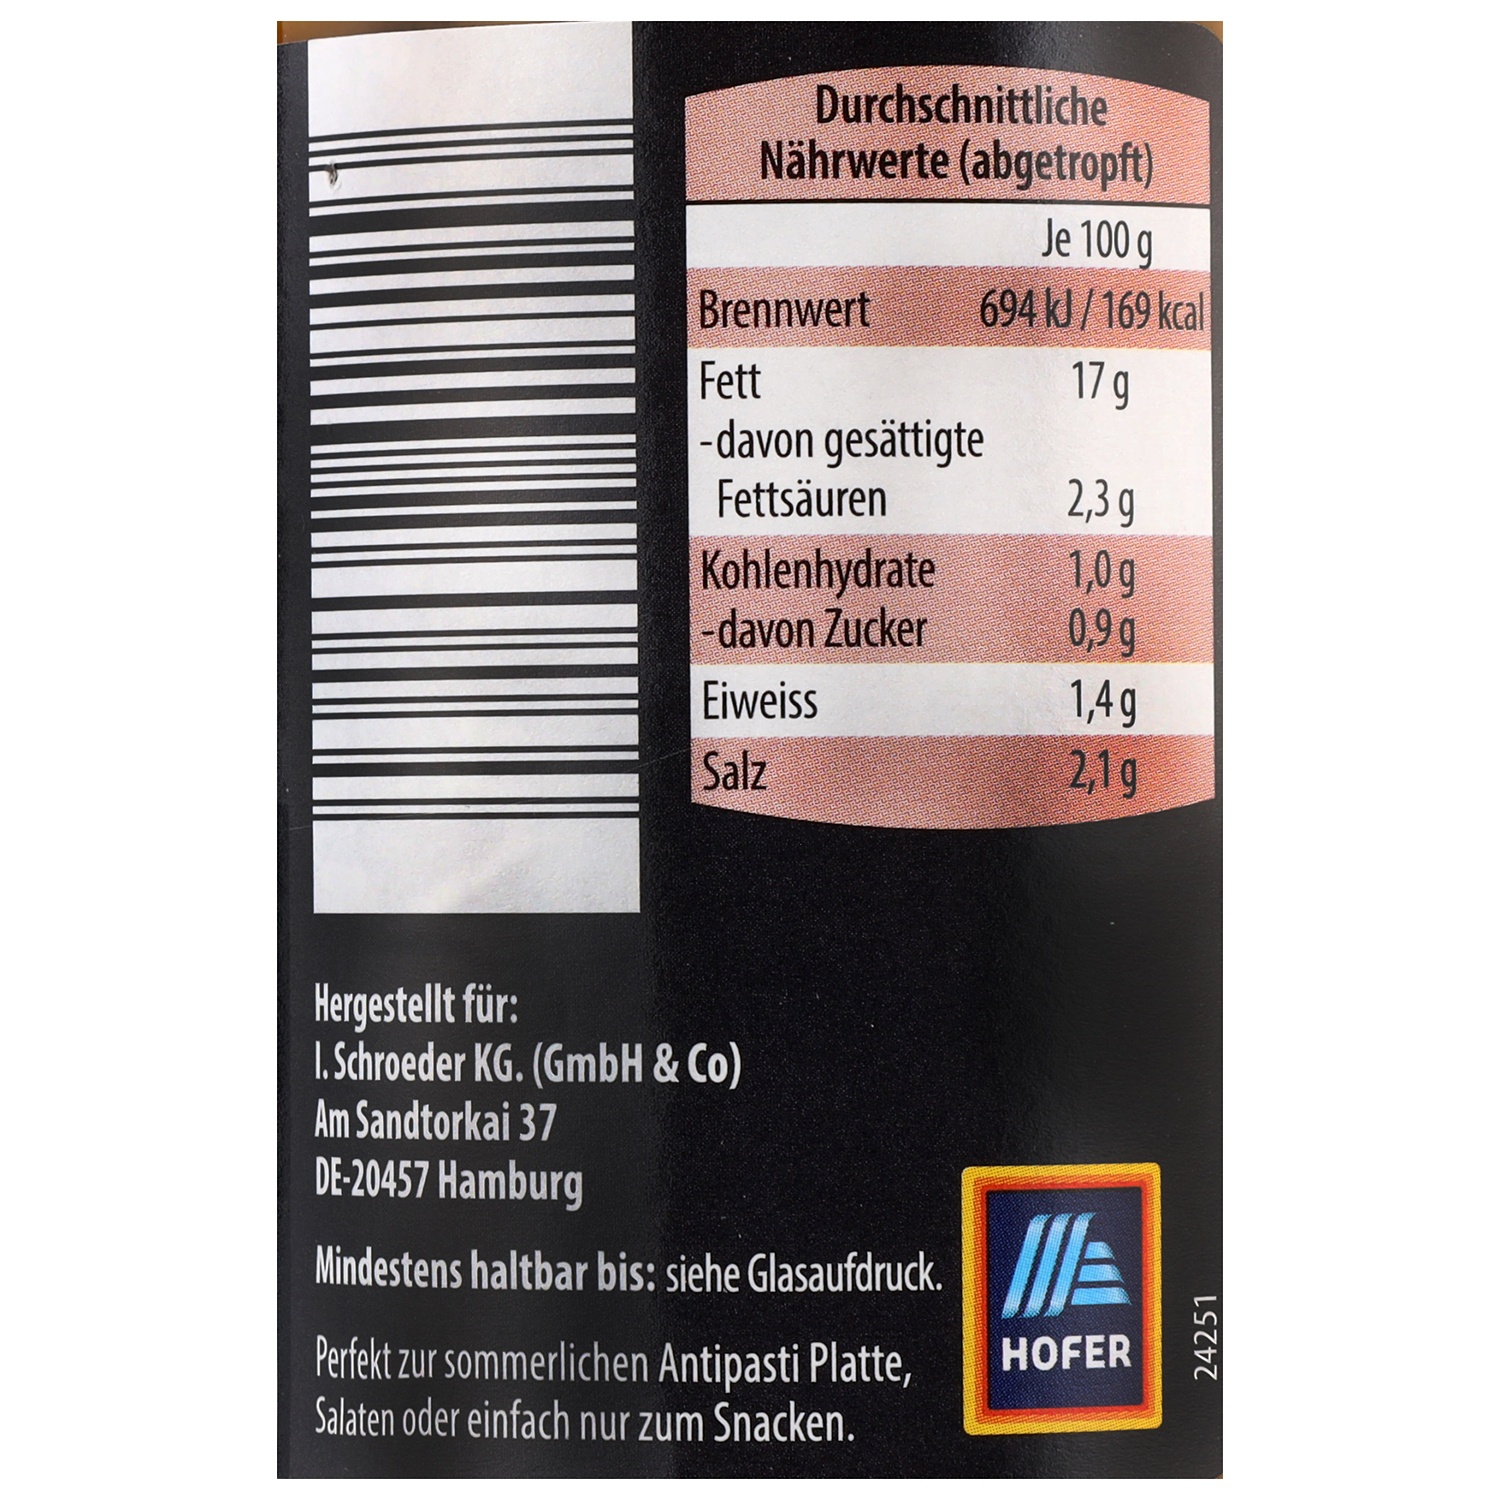 Durchschnittliche
Nährwerte (abgetropft)
Je 100 g
Brennwert 694 kJ / 169 kcal
Fett 17 g
-davon gesättigte
Fettsäuren 2,3 g
Kohlenhydrate 1,0 g
-davon Zucker 0,9 g
Eiweiss 1,4 g
Salz 2,1 g
Hergestellt für:
I. Schroeder KG. (GmbH & Co)
Am Sandtorkai 37
DE-20457 Hamburg
Mindestens haltbar bis: siehe Glasaufdruck.
Perfekt zur sommerlichen Antipasti Platte,
Salaten oder einfach nur zum Snacken.
HOFER
24251